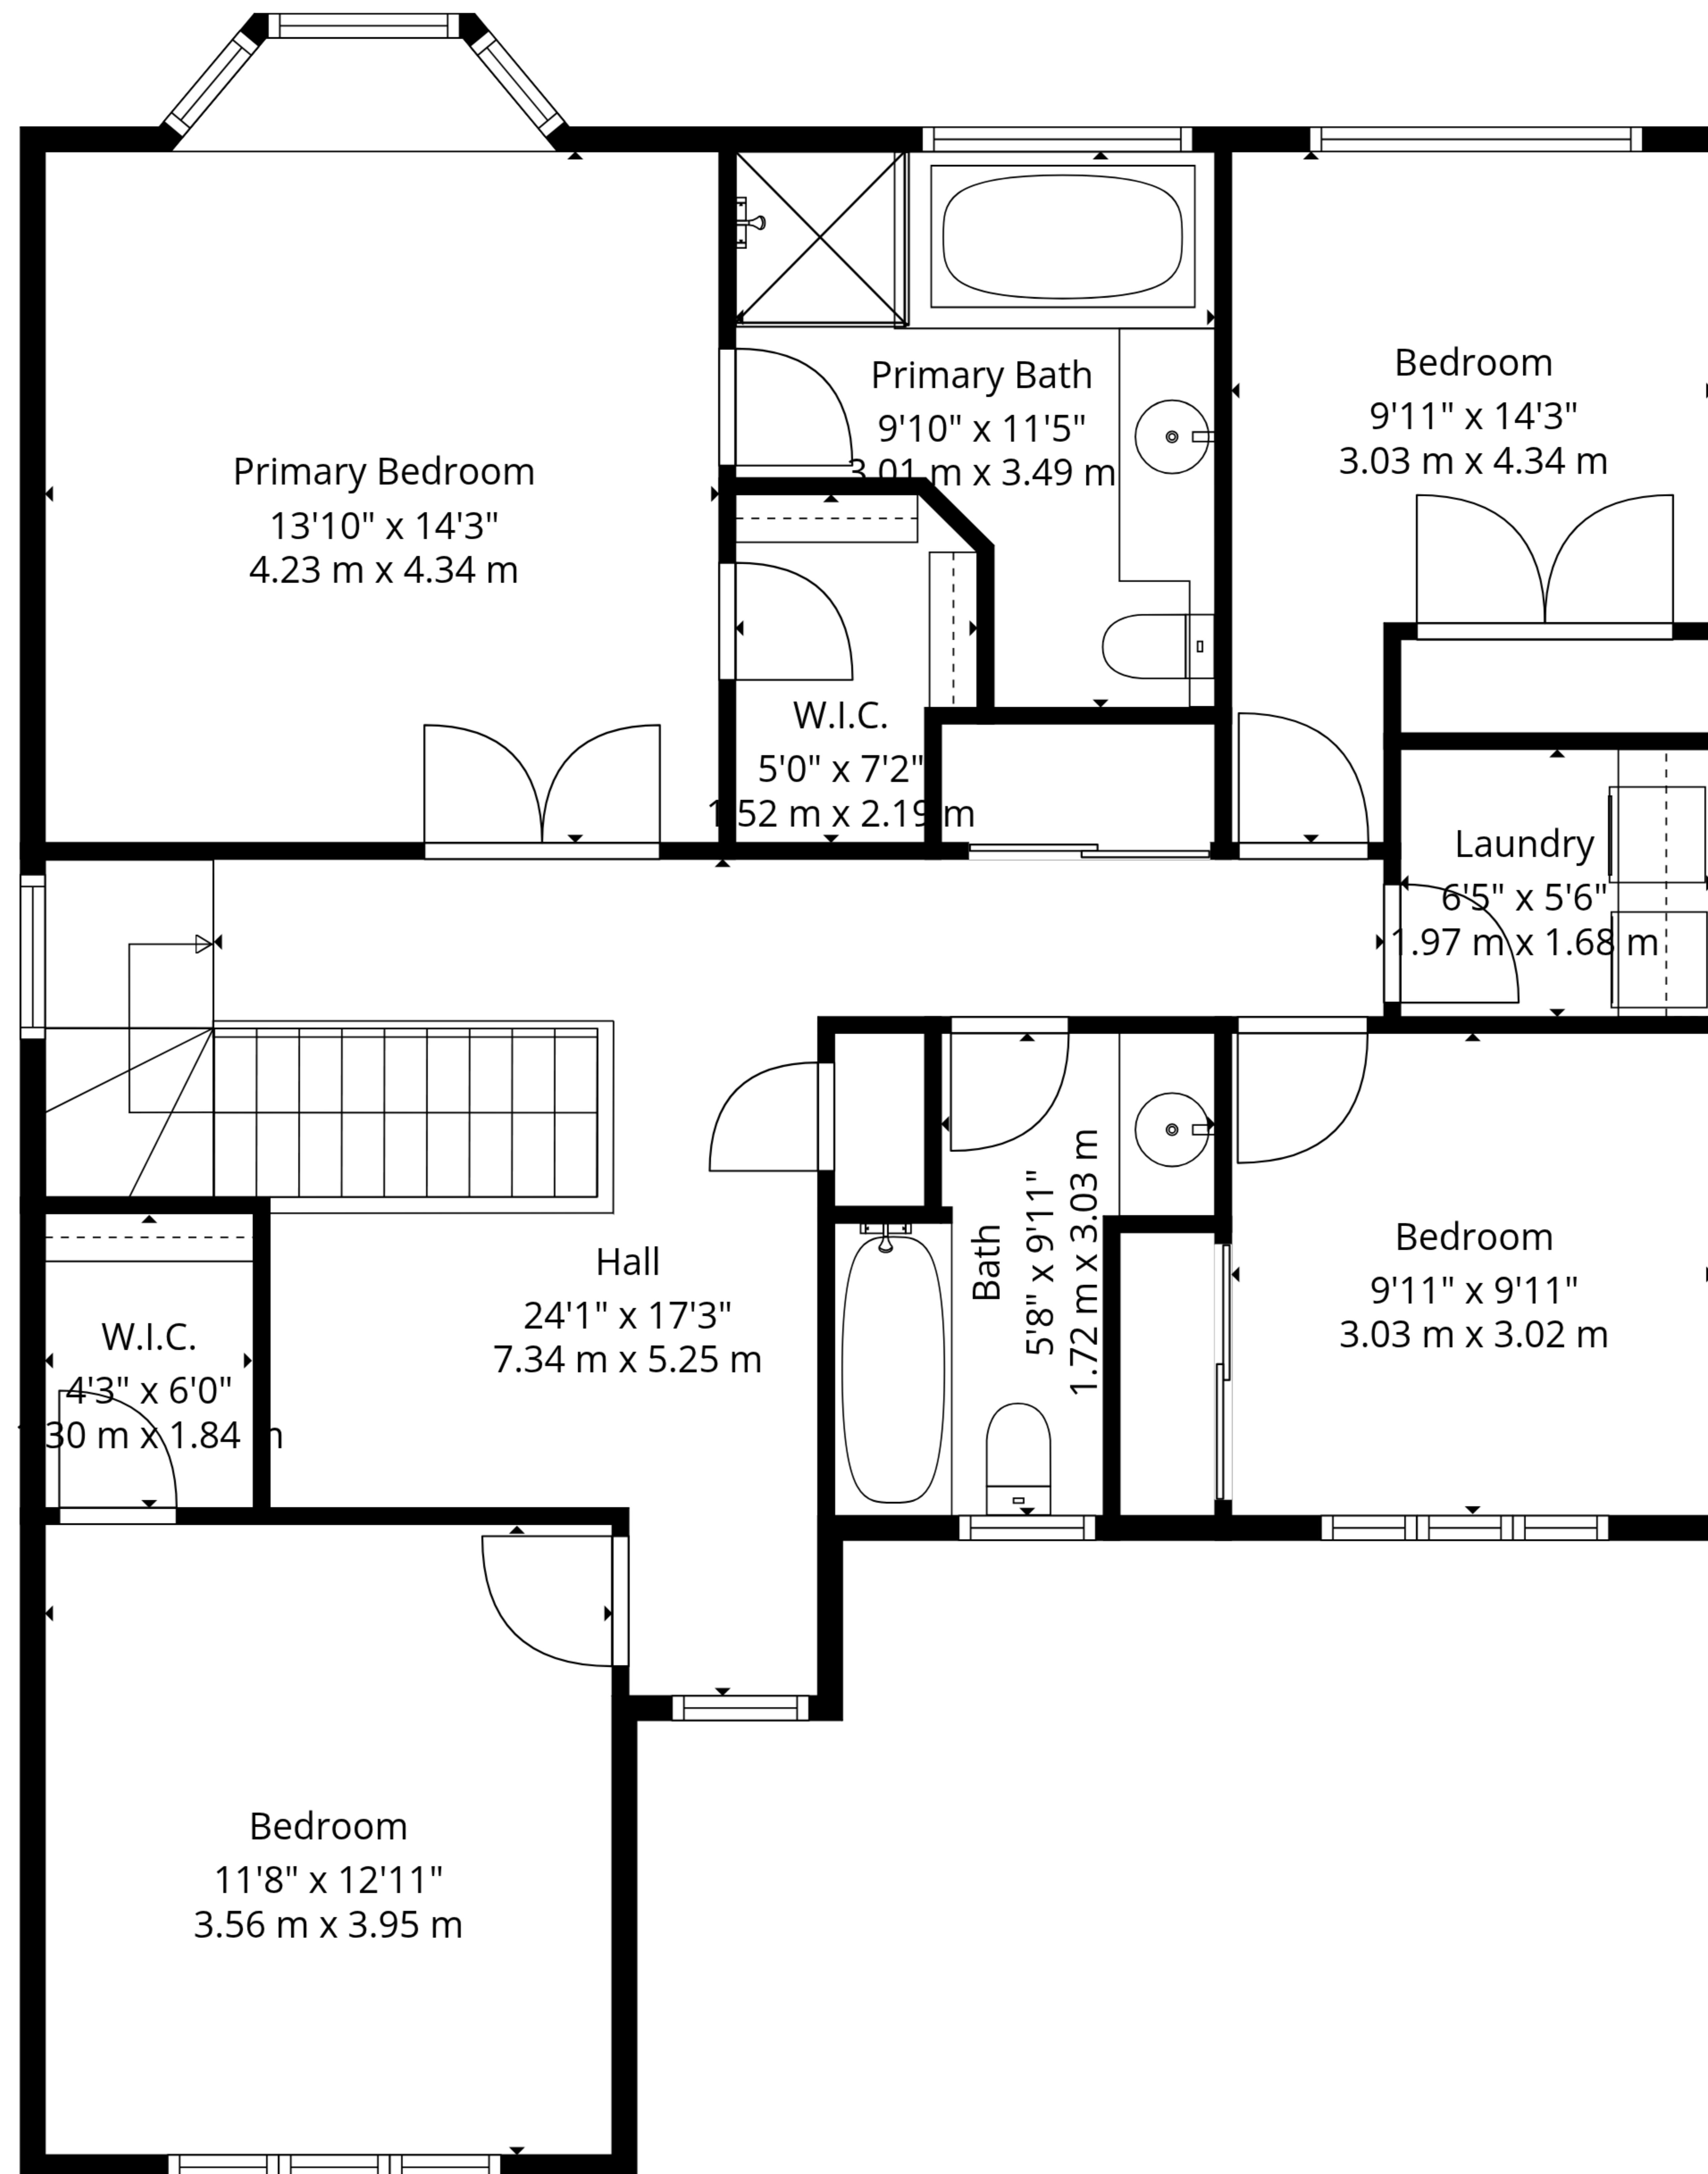 Primary Bedroom
13'10" x 14'3"
4.23 m x 4.34 m
Primary Bath
9'10" x 11'5"
3.01 m x 3.49 m
Bedroom
9'11" x 14'3"
3.03 m x 4.34 m
W.I.C.
5'0" x 7'2"
1.52 m x 2.19 m
Laundry
6'5" x 5'6"
1.97 m x 1.68 m
Hall
24'1" x 17'3"
7.34 m x 5.25 m
Bath
5'8" x 9'11"
1.72 m x 3.03 m
Bedroom
9'11" x 9'11"
3.03 m x 3.02 m
W.I.C.
4'3" x 6'0"
1.30 m x 1.84 m
Bedroom
11'8" x 12'11"
3.56 m x 3.95 m